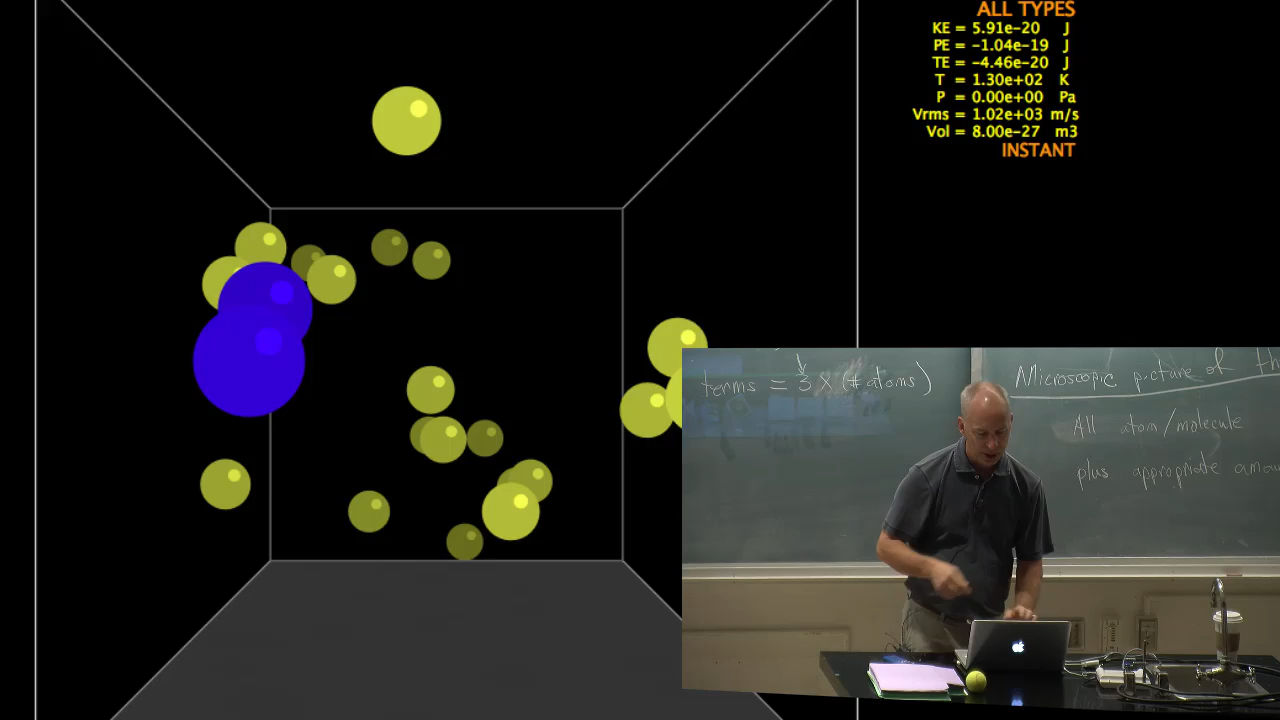 ALL TYPES
KE = 5.91e-20 J
PE = -1.04e-19 J
TE = -4.46e-20 J
T = 1.30e+02 K
P = 0.00e+00 Pa
Vrms = 1.02e+03 m/s
Vol = 8.00e-27 m3
INSTANT
terms = 3 X (# atoms)
Microscopic picture of th
All atom/molecule
plus appropriate amou